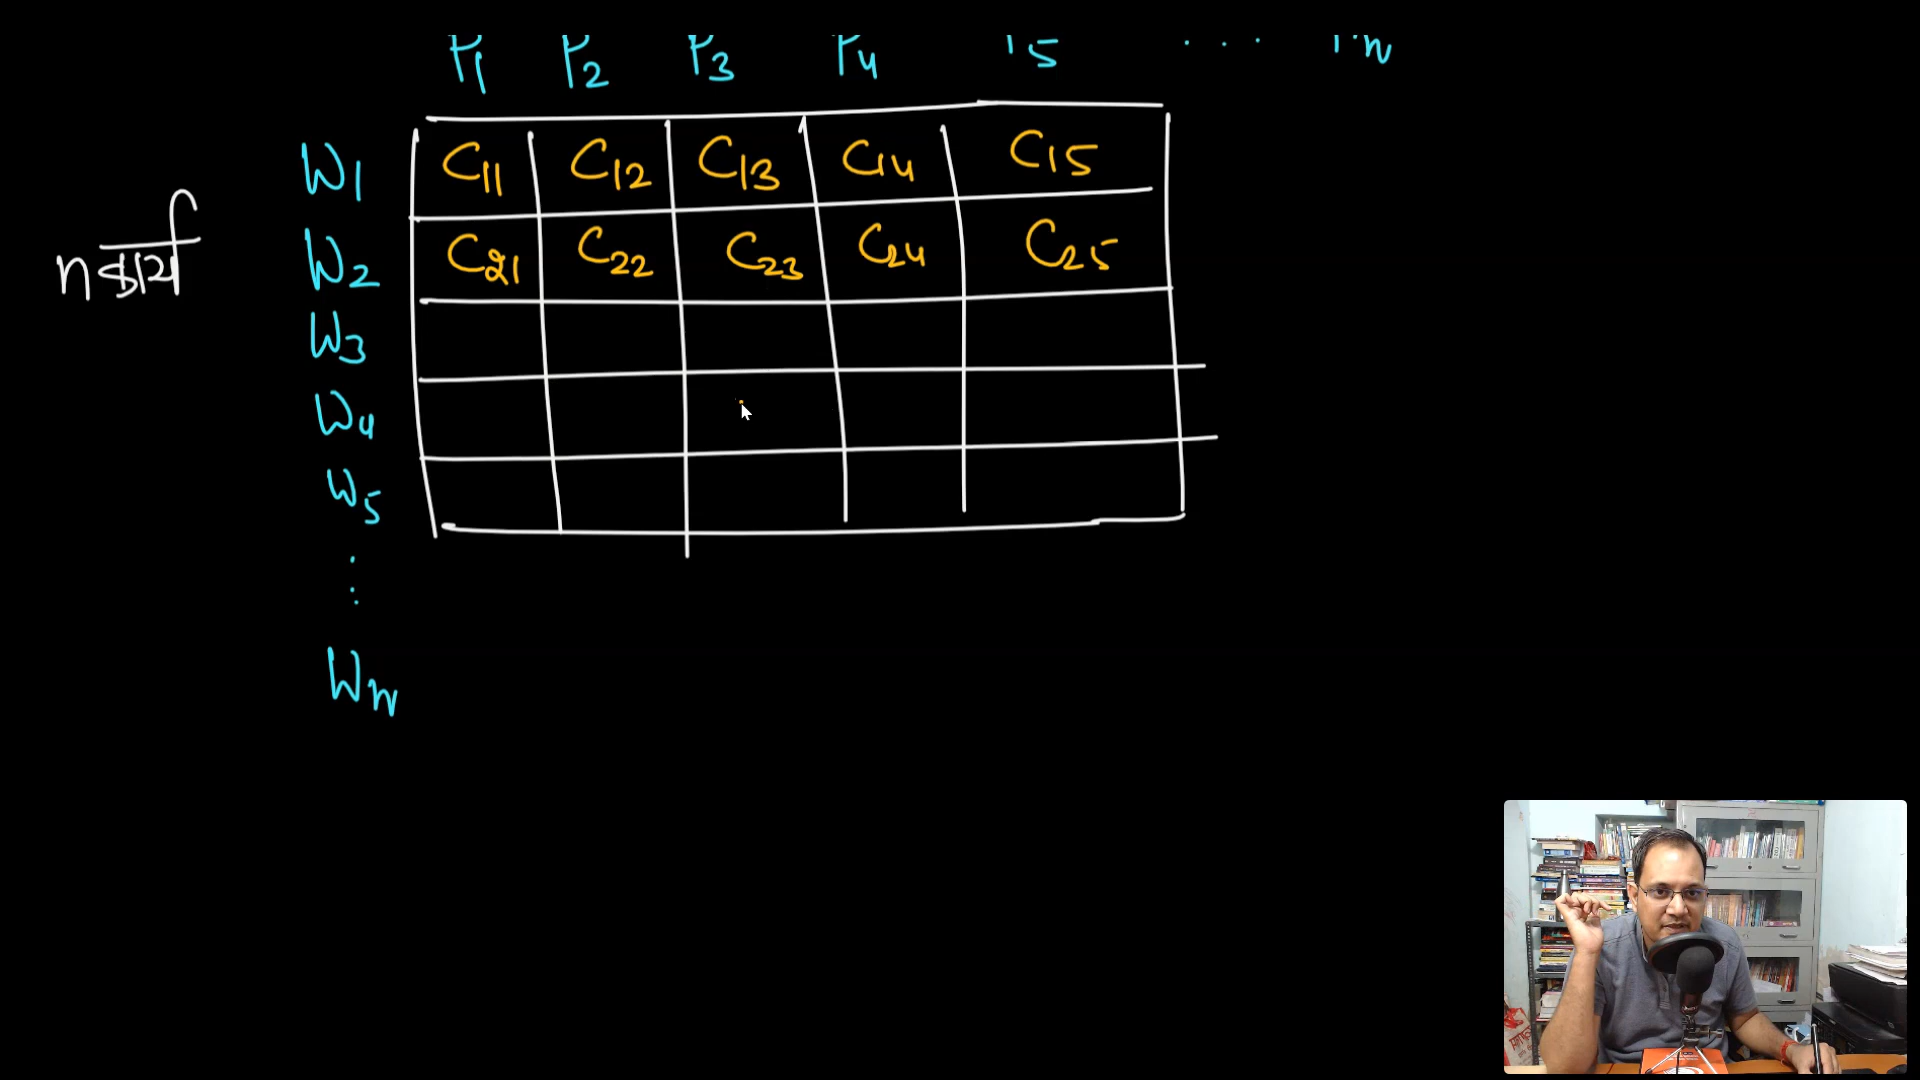 P1 P2 P3 P4 P5 ... Pn
W1 C11 C12 C13 C14 C15
n कार्य W2 C21 C22 C23 C24 C25
W3
W4
W5
⋮
Wn